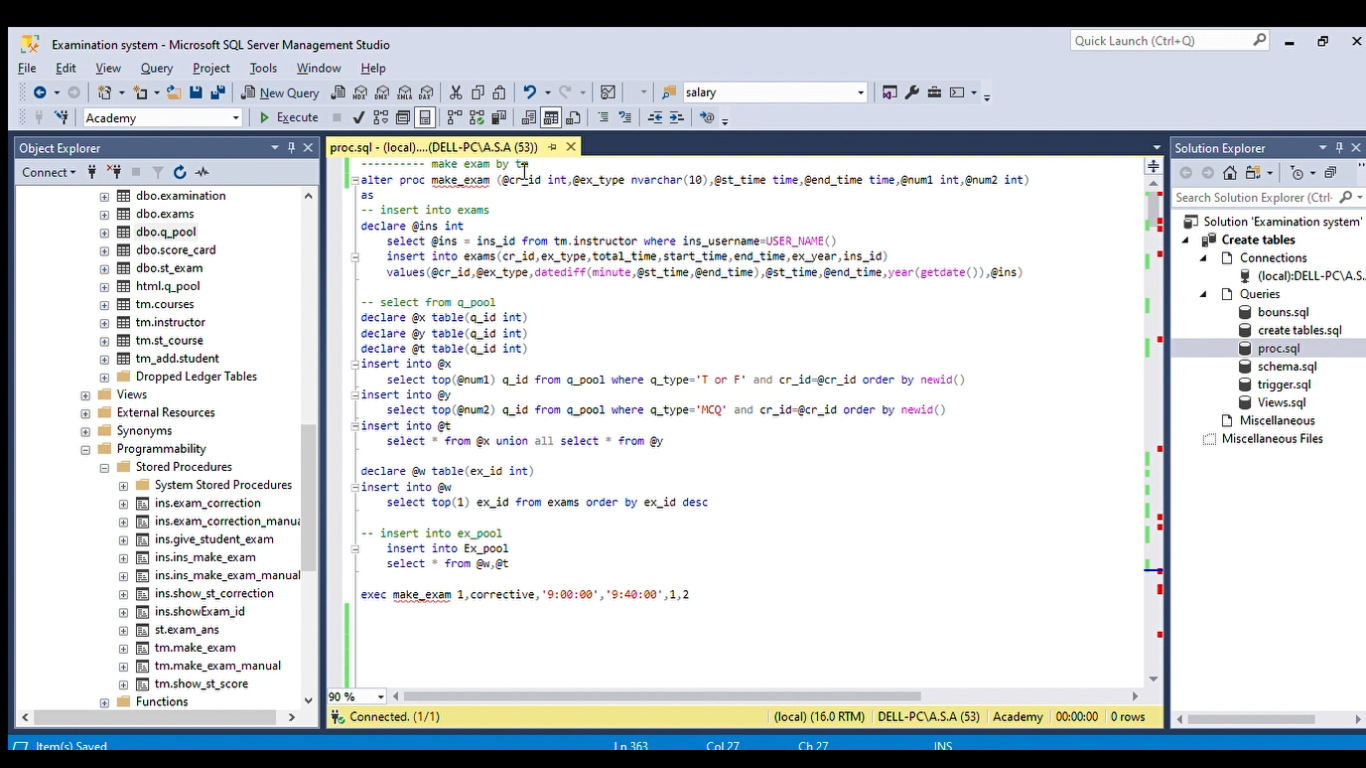 Examination system - Microsoft SQL Server Management Studio
Quick Launch (Ctrl+Q)
File Edit View Query Project Tools Window Help
New Query
salary
Academy
Execute
Object Explorer
Connect
dbo.examination
dbo.exams
dbo.q_pool
dbo.score_card
dbo.st_exam
html.q_pool
tm.courses
tm.instructor
tm.st_course
tm_add.student
Dropped Ledger Tables
Views
External Resources
Synonyms
Programmability
Stored Procedures
System Stored Procedures
ins.exam_correction
ins.exam_correction_manua
ins.give_student_exam
ins.ins_make_exam
ins.ins_make_exam_manual
ins.show_st_correction
ins.showExam_id
st.exam_ans
tm.make_exam
tm.make_exam_manual
tm.show_st_score
Functions
proc.sql - (local)....(DELL-PC\A.S.A (53))
---------- make exam by tm
alter proc make_exam (@cr_id int,@ex_type nvarchar(10),@st_time time,@end_time time,@num1 int,@num2 int)
as
-- insert into exams
declare @ins int
select @ins = ins_id from tm.instructor where ins_username=USER_NAME()
insert into exams(cr_id,ex_type,total_time,start_time,end_time,ex_year,ins_id)
values(@cr_id,@ex_type,datediff(minute,@st_time,@end_time),@st_time,@end_time,year(getdate()),@ins)
-- select from q_pool
declare @x table(q_id int)
declare @y table(q_id int)
declare @t table(q_id int)
insert into @x
select top(@num1) q_id from q_pool where q_type='T or F' and cr_id=@cr_id order by newid()
insert into @y
select top(@num2) q_id from q_pool where q_type='MCQ' and cr_id=@cr_id order by newid()
insert into @t
select * from @x union all select * from @y
declare @w table(ex_id int)
insert into @w
select top(1) ex_id from exams order by ex_id desc
-- insert into ex_pool
insert into Ex_pool
select * from @w,@t
exec make_exam 1,corrective,'9:00:00','9:40:00',1,2
90 %
Connected. (1/1)
(local) (16.0 RTM) DELL-PC\A.S.A (53) Academy 00:00:00 0 rows
Solution Explorer
Search Solution Explorer (Ctrl-
Solution 'Examination system'
Create tables
Connections
(local):DELL-PC\A.S.A
Queries
bouns.sql
create tables.sql
proc.sql
schema.sql
trigger.sql
Views.sql
Miscellaneous
Miscellaneous Files
Item(s) Saved
Ln 363 Col 27 Ch 27 INS